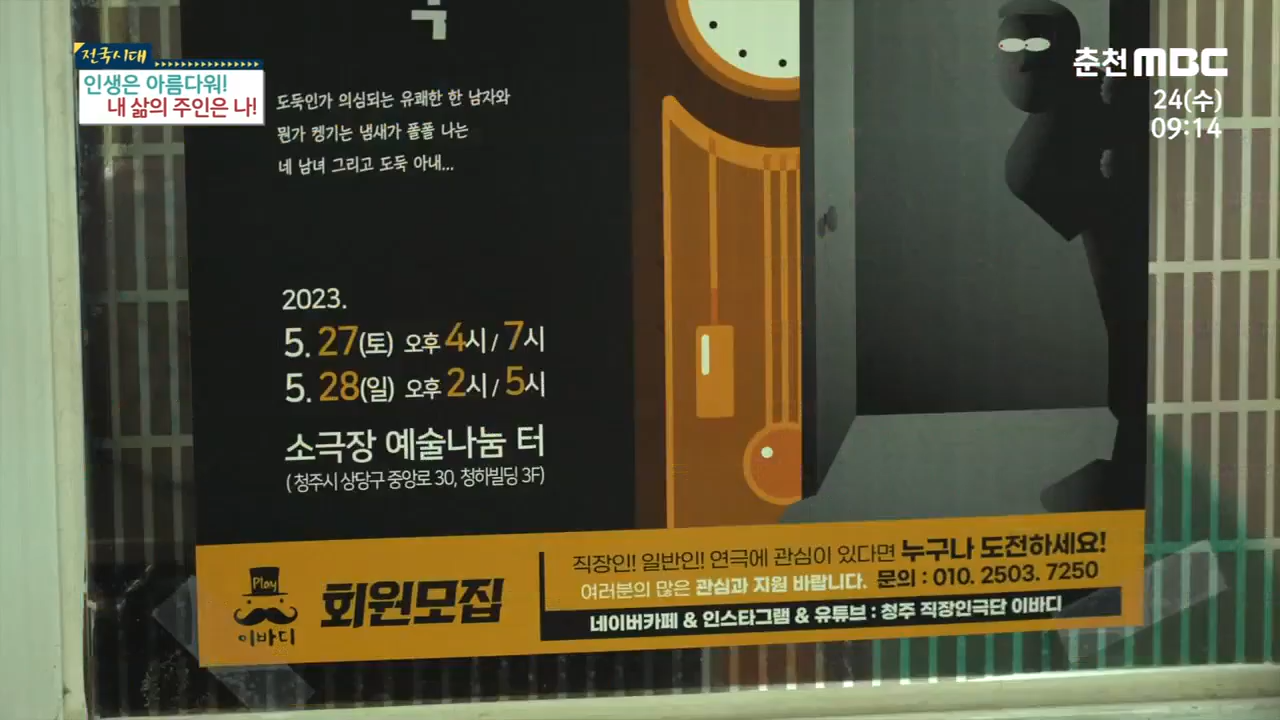 전국시대
인생은 아름다워!
내 삶의 주인은 나!
춘천MBC
24(수)
09:14
도둑인가 의심되는 유쾌한 한 남자와
뭔가 켕기는 냄새가 폴폴 나는
네 남녀 그리고 도둑 아내...
2023.
5. 27(토) 오후 4시 / 7시
5. 28(일) 오후 2시 / 5시
소극장 예술나눔 터
( 청주시 상당구 중앙로 30, 청하빌딩 3F)
Play
이바디
회원모집
직장인! 일반인! 연극에 관심이 있다면 누구나 도전하세요!
여러분의 많은 관심과 지원 바랍니다. 문의 : 010. 2503. 7250
네이버카페 & 인스타그램 & 유튜브 : 청주 직장인극단 이바디